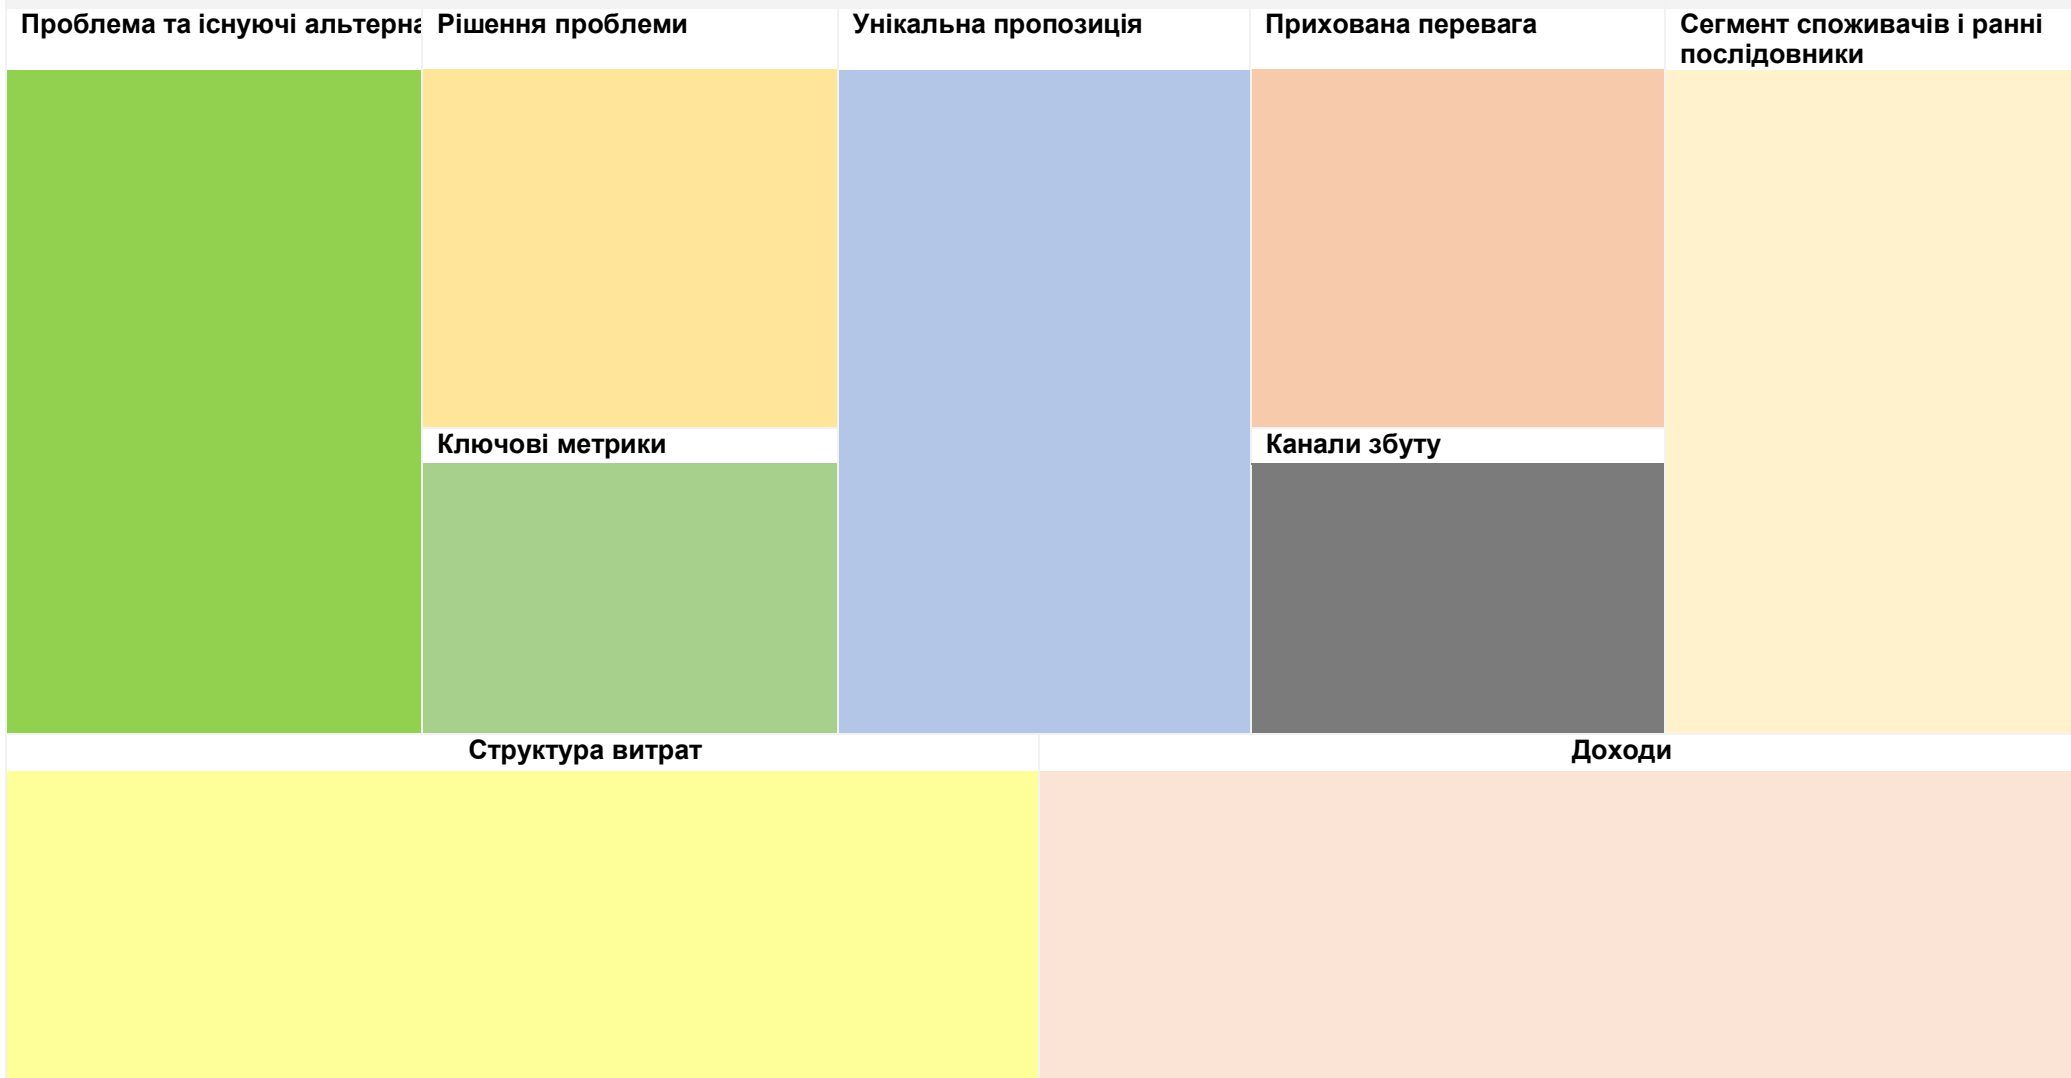 Проблема та існуючі альтерна
Рішення проблеми
Унікальна пропозиція
Прихована перевага
Сегмент споживачів і ранні
послідовники
Ключові метрики
Канали збуту
Структура витрат
Доходи